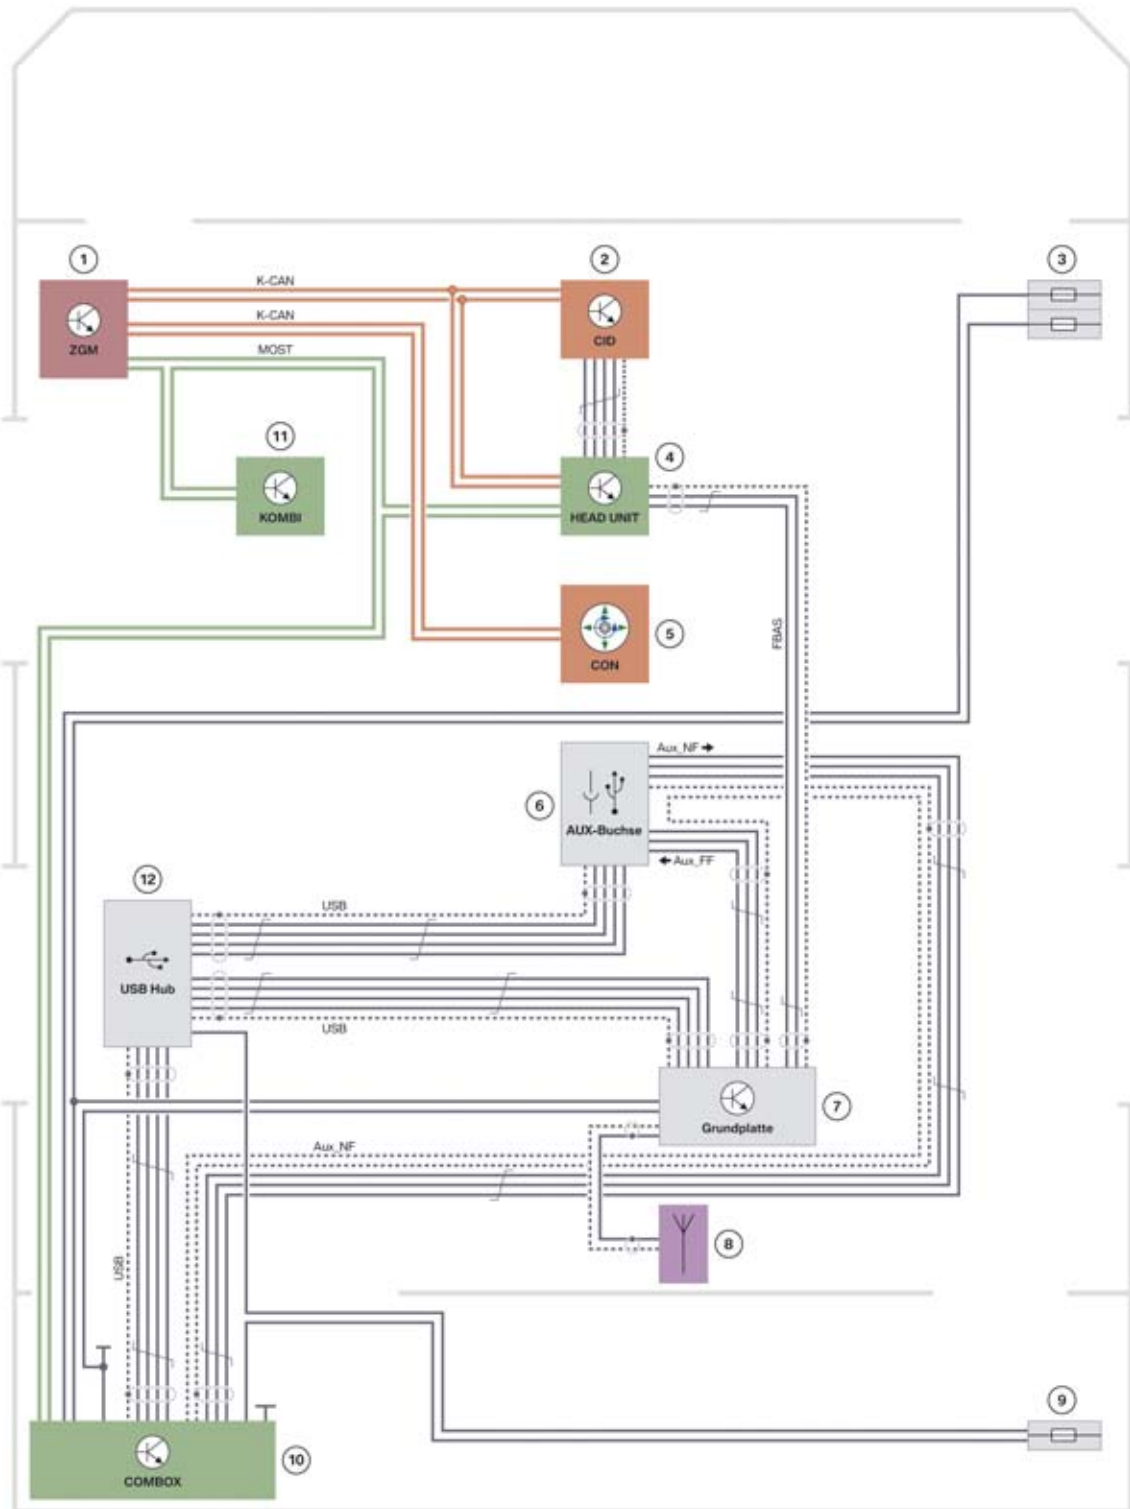 1
2
3
K-CAN
ZGM
CID
K-CAN
MOST
11
4
KOMBI
HEAD UNIT
5
CON
FBAS
Aux_NF
6
AUX-Buchse
Aux_FF
12
USB
USB Hub
USB
7
Grundplatte
Aux_NF
8
USB
9
10
COMBOX